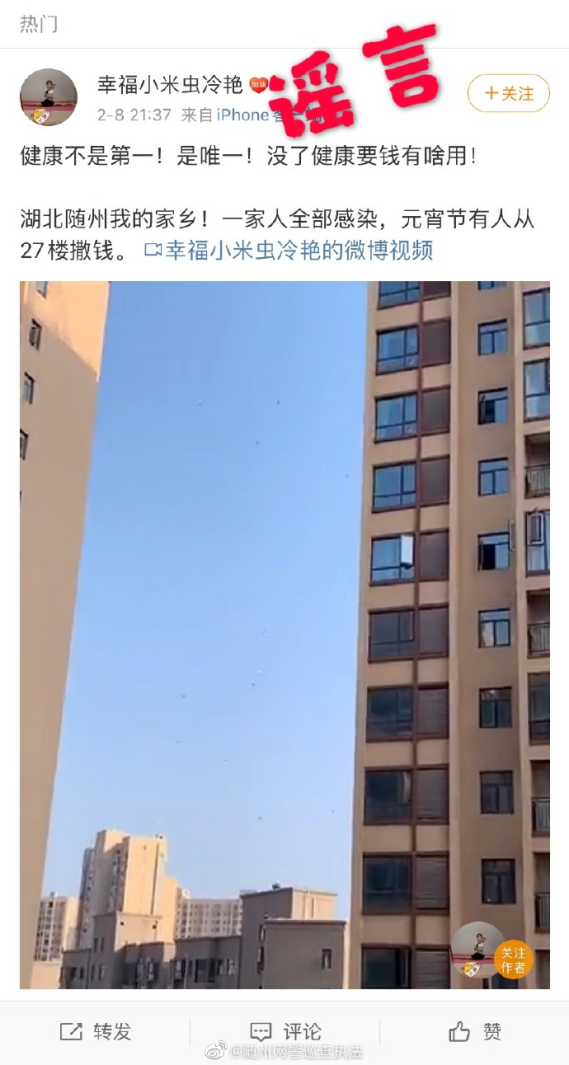 热门
幸福小米虫冷艳
谣言
2-8 21:37 来自iPhone客
+关注
健康不是第一！是唯一！没了健康要钱有啥用！
湖北随州我的家乡！一家人全部感染，元宵节有人从
27楼撒钱。幸福小米虫冷艳的微博视频
关注
作者
转发
评论
赞
@随州网警巡查执法